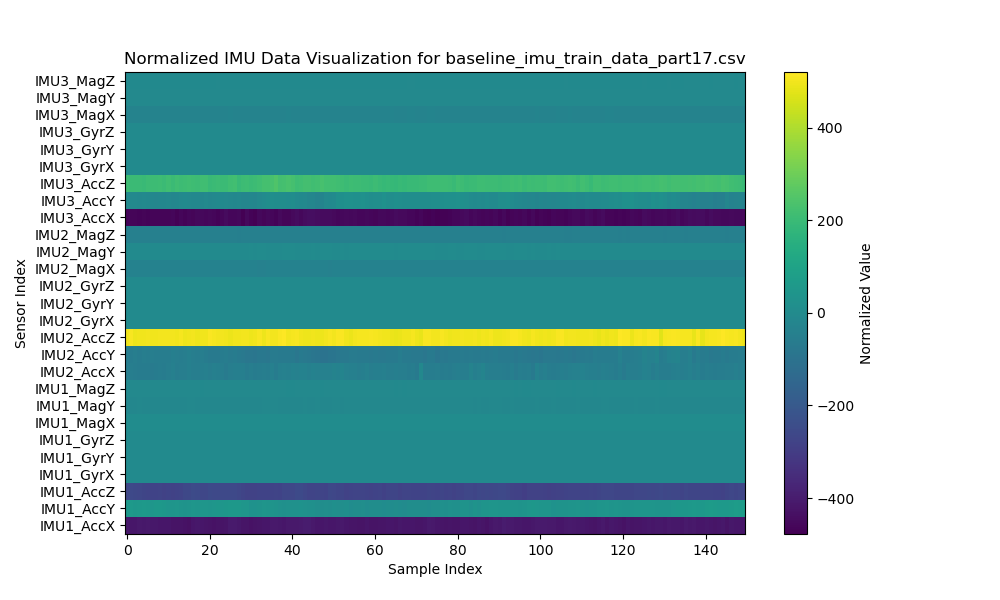 Normalized IMU Data Visualization for baseline_imu_train_data_part17.csv
IMU3_MagZ
IMU3_MagY
IMU3_MagX
IMU3_GyrZ
IMU3_GyrY
IMU3_GyrX
IMU3_AccZ
IMU3_AccY
IMU3_AccX
IMU2_MagZ
IMU2_MagY
IMU2_MagX
IMU2_GyrZ
IMU2_GyrY
IMU2_GyrX
IMU2_AccZ
IMU2_AccY
IMU2_AccX
IMU1_MagZ
IMU1_MagY
IMU1_MagX
IMU1_GyrZ
IMU1_GyrY
IMU1_GyrX
IMU1_AccZ
IMU1_AccY
IMU1_AccX
Sensor Index
0 20 40 60 80 100 120 140
Sample Index
400
200
0
−200
−400
Normalized Value